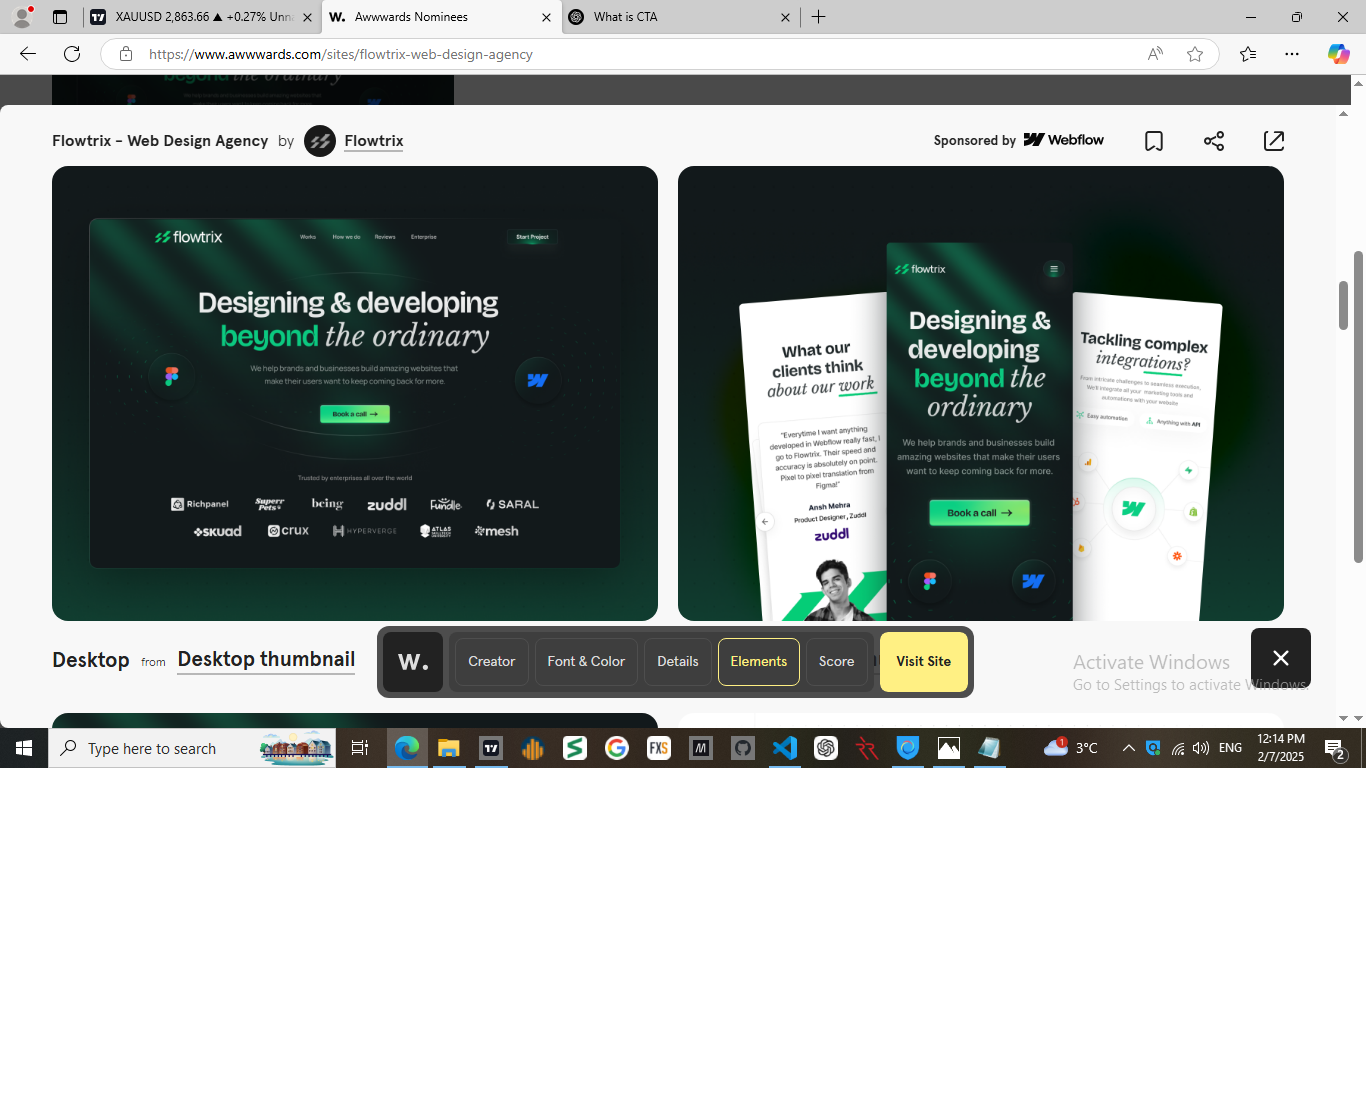 XAUUSD 2,863.66 ▲ +0.27% Unn
W. Awwwards Nominees
What is CTA
https://www.awwwards.com/sites/flowtrix-web-design-agency
beyond the ordinary
Flowtrix - Web Design Agency by Flowtrix
Sponsored by Webflow
flowtrix
Works How we do Reviews Enterprise
Start Project
Designing & developing
beyond the ordinary
We help brands and businesses build amazing websites that
make their users want to keep coming back for more.
Book a call →
Trusted by enterprises all over the world
Richpanel Superr Pets being zuddl Fundle SARAL
SKUAD crux HYPERVERGE ATLAS mesh
What our
clients think
about our work
"Everytime I want anything
developed in Webflow really fast, I
go to Flowtrix. Their speed and
accuracy is absolutely on point.
Pixel to pixel translation from
Figma!"
Ansh Mehra
Product Designer, Zuddl
zuddl
flowtrix
Designing &
developing
beyond the
ordinary
We help brands and businesses build
amazing websites that make their users
want to keep coming back for more.
Book a call →
Tackling complex
integrations?
From intricate challenges to seamless execution,
We'll integrate all your marketing tools and
automations with your website
Easy automation
Anything with API
Desktop from Desktop thumbnail
W.
Creator
Font & Color
Details
Elements
Score
Visit Site
Activate Windows
Go to Settings to activate Windows.
Type here to search
FXS
1
3°C
ENG
12:14 PM
2/7/2025
2